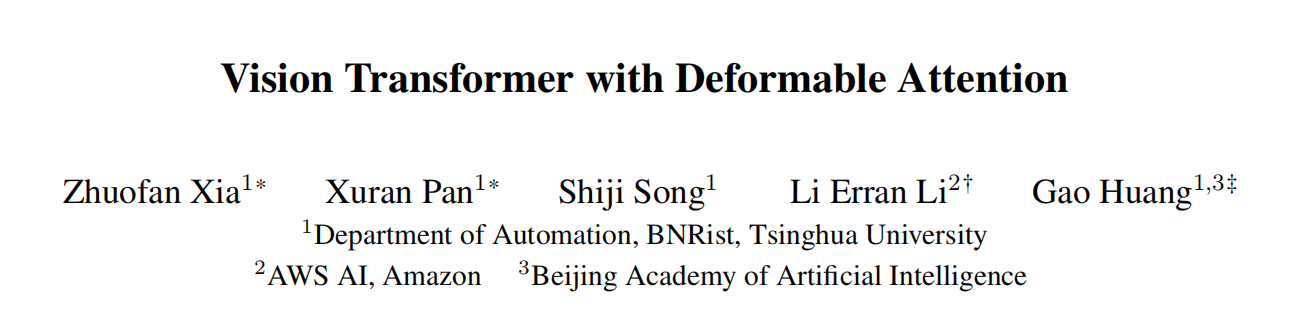 Vision Transformer with Deformable Attention
Zhuofan Xia¹* Xuran Pan¹* Shiji Song¹ Li Erran Li²† Gao Huang¹,³‡
¹Department of Automation, BNRist, Tsinghua University
²AWS AI, Amazon ³Beijing Academy of Artificial Intelligence